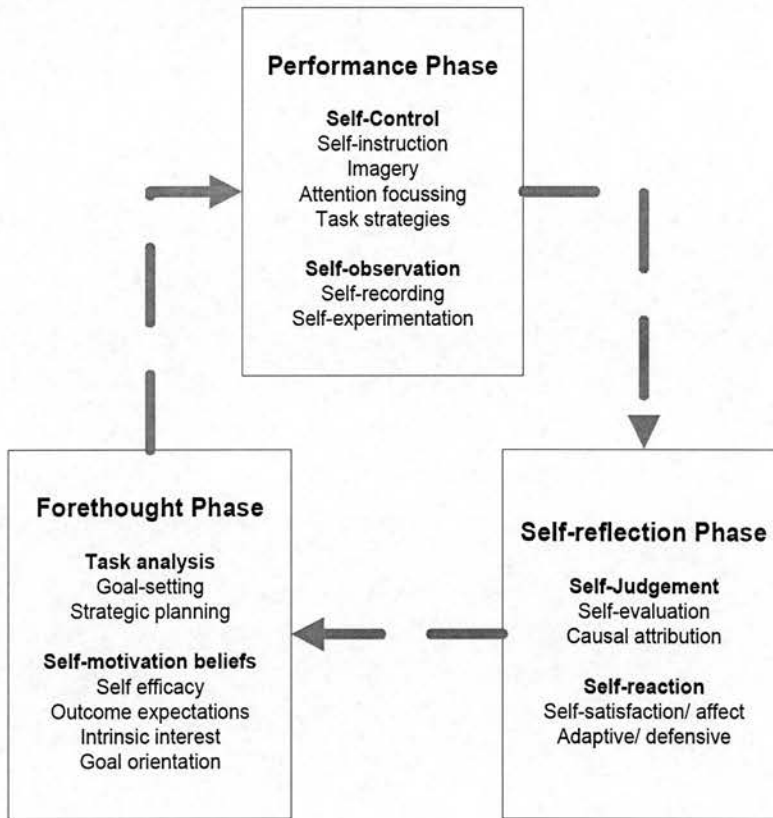 Performance Phase
Self-Control
Self-instruction
Imagery
Attention focussing
Task strategies
Self-observation
Self-recording
Self-experimentation
Forethought Phase
Task analysis
Goal-setting
Strategic planning
Self-motivation beliefs
Self efficacy
Outcome expectations
Intrinsic interest
Goal orientation
Self-reflection Phase
Self-Judgement
Self-evaluation
Causal attribution
Self-reaction
Self-satisfaction/ affect
Adaptive/ defensive